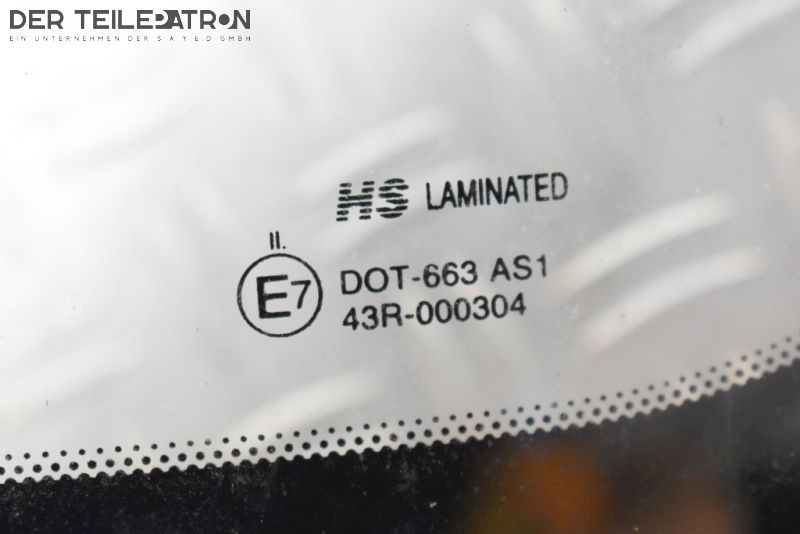 DER TEILEPATRON
EIN UNTERNEHMEN DER S A Y E.D GMBH
HS LAMINATED
II.
E7
DOT-663 AS1
43R-000304